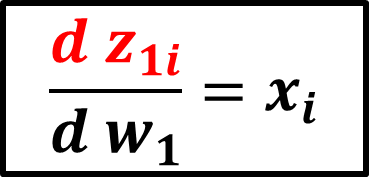 d z₁ᵢ / d w₁ = xᵢ